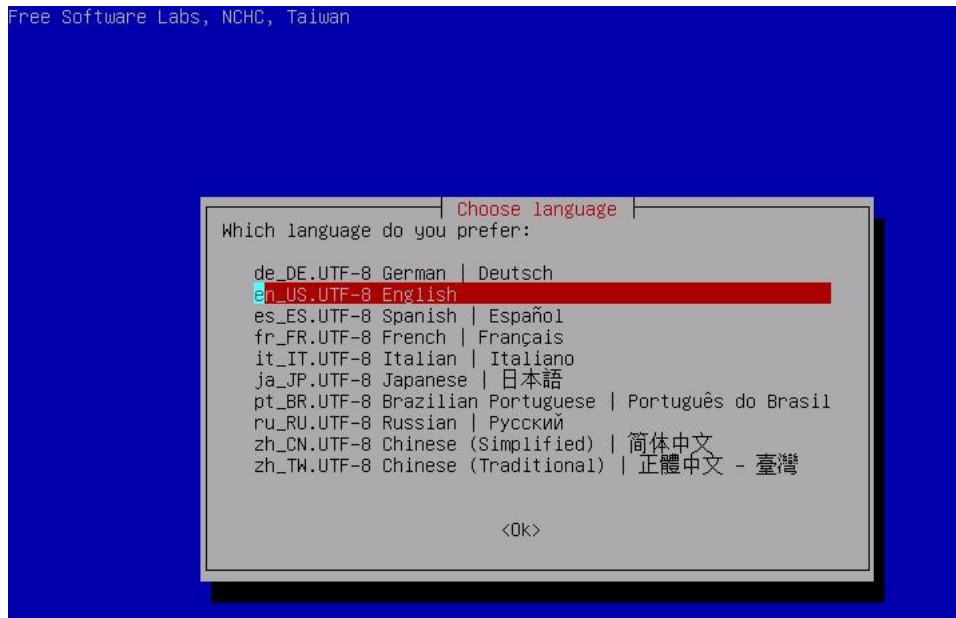 Free Software Labs, NCHC, Taiwan
Choose language
Which language do you prefer:
de_DE.UTF-8 German | Deutsch
en_US.UTF-8 English
es_ES.UTF-8 Spanish | Español
fr_FR.UTF-8 French | Français
it_IT.UTF-8 Italian | Italiano
ja_JP.UTF-8 Japanese | 日本語
pt_BR.UTF-8 Brazilian Portuguese | Português do Brasil
ru_RU.UTF-8 Russian | Русский
zh_CN.UTF-8 Chinese (Simplified) | 简体中文
zh_TW.UTF-8 Chinese (Traditional) | 正體中文 - 臺灣
<Ok>